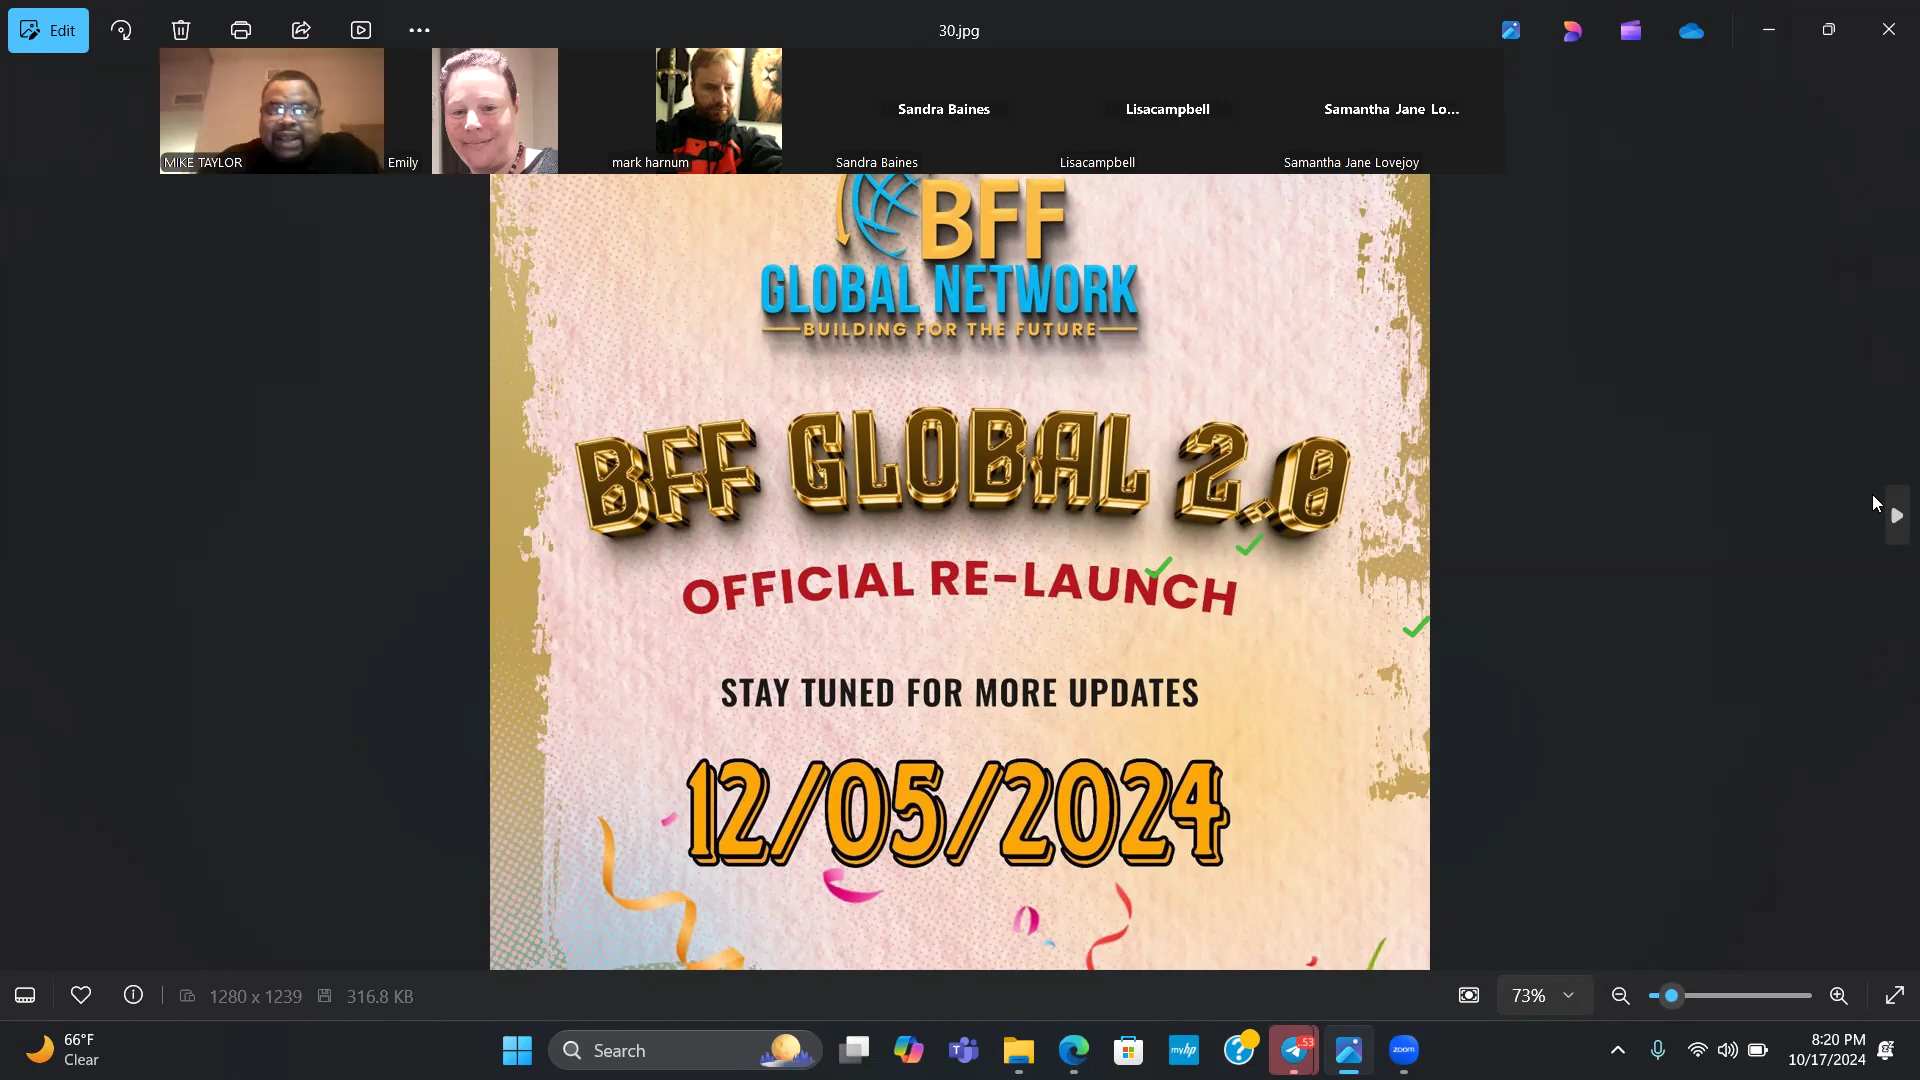 Edit
30.jpg
Sandra Baines
Lisacampbell
Samantha Jane Lo...
MIKE TAYLOR
Emily
mark harnum
Sandra Baines
Lisacampbell
Samantha Jane Lovejoy
BFF
GLOBAL NETWORK
BUILDING FOR THE FUTURE
BFF GLOBAL 2.0
OFFICIAL RE-LAUNCH
STAY TUNED FOR MORE UPDATES
12/05/2024
1280 x 1239
316.8 KB
73%
66°F
Clear
Search
myhp
53
zoom
8:20 PM
10/17/2024